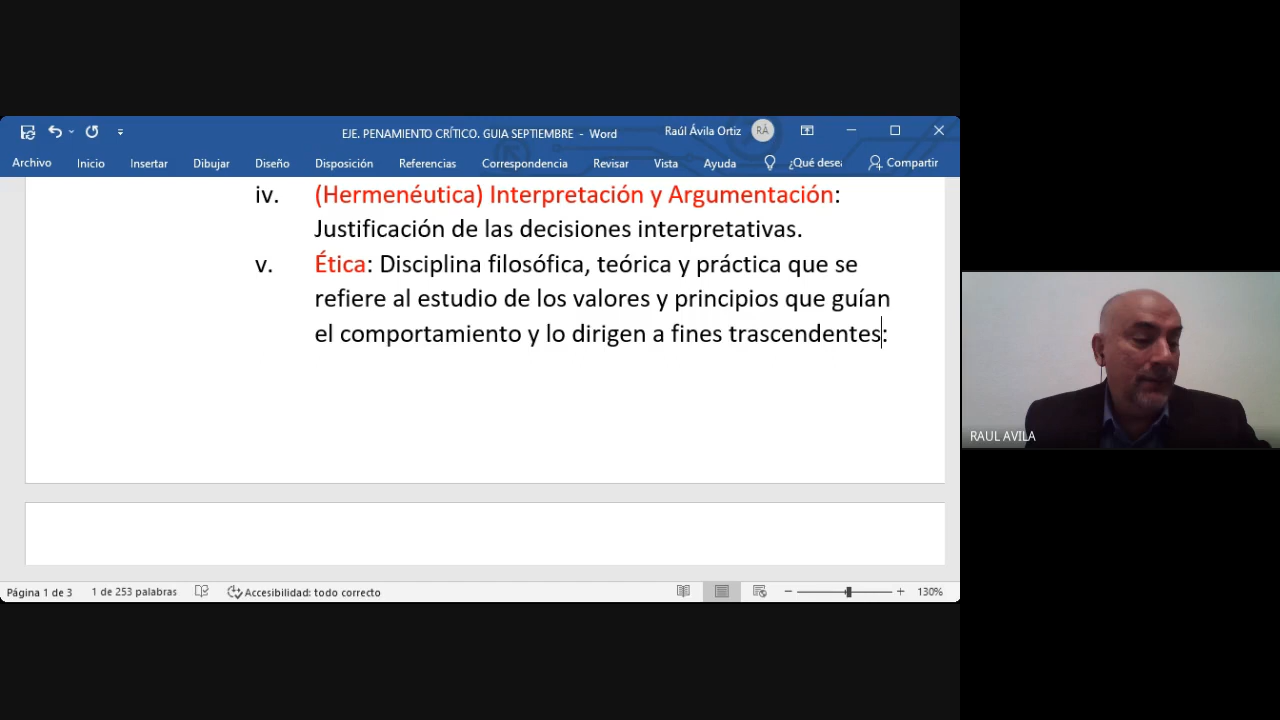 EJE. PENAMIENTO CRÍTICO. GUIA SEPTIEMBRE - Word
Raúl Ávila Ortiz
RÁ
Archivo
Inicio
Insertar
Dibujar
Diseño
Disposición
Referencias
Correspondencia
Revisar
Vista
Ayuda
¿Qué dese
Compartir
iv. (Hermenéutica) Interpretación y Argumentación:
Justificación de las decisiones interpretativas.
v. Ética: Disciplina filosófica, teórica y práctica que se
refiere al estudio de los valores y principios que guían
el comportamiento y lo dirigen a fines trascendentes:
RAUL AVILA
Página 1 de 3
1 de 253 palabras
Accesibilidad: todo correcto
130%